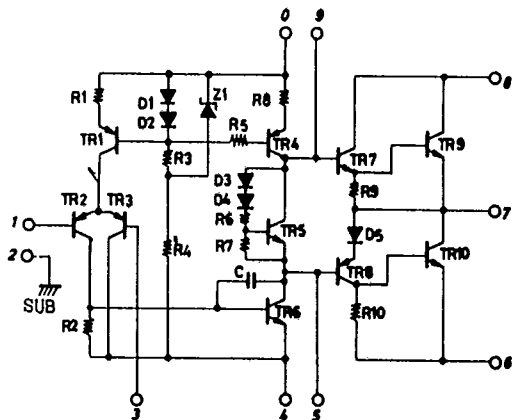 0 9
R1 D1 Z1 R8 8
D2
TR1 R5 TR4 TR7 TR9
R3
D3 R9
TR2 TR3 D4 7
1 R6 TR5 D5
2 R4 R7
C TR8 TR10
SUB
R2 TR6 R10
6
3 4 5